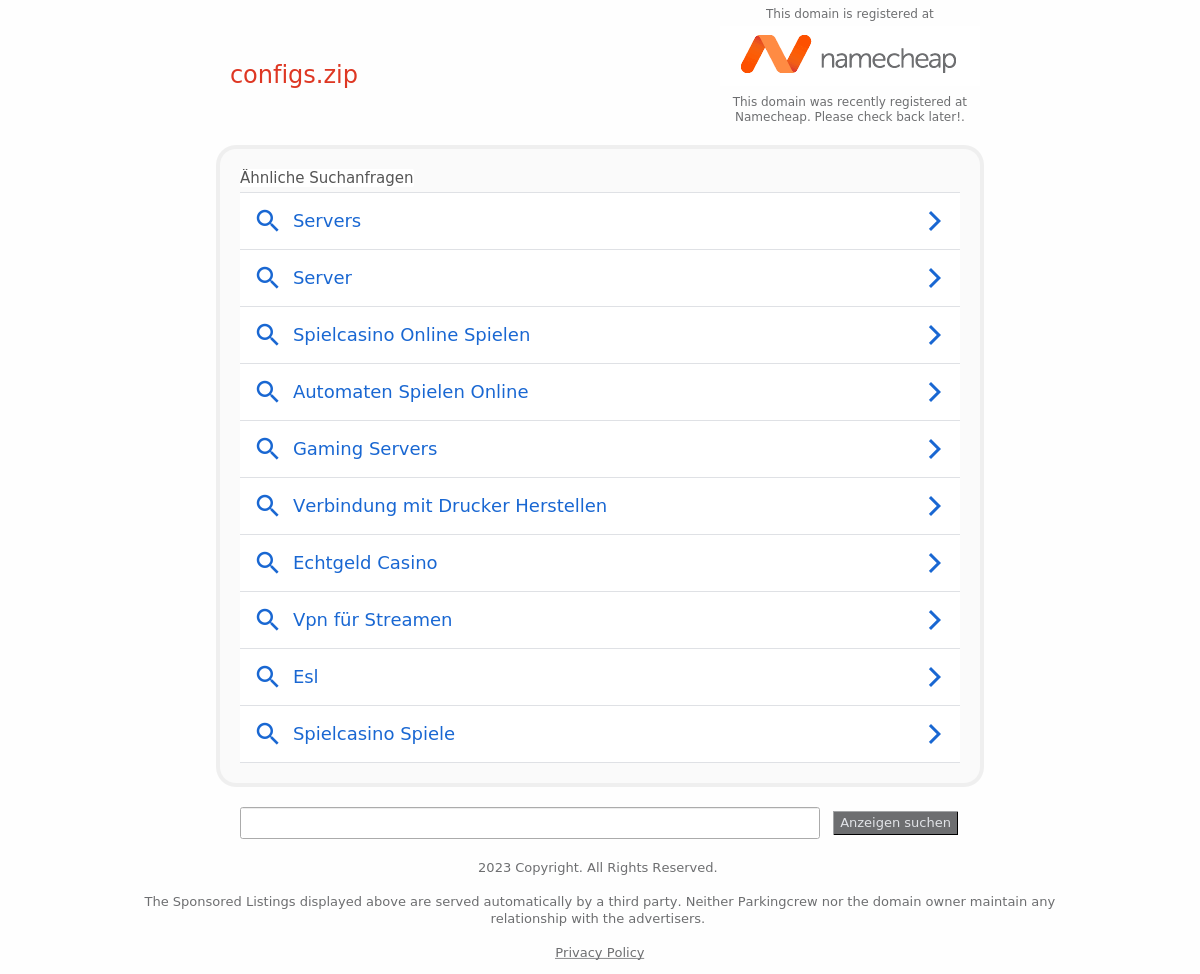 This domain is registered at
configs.zip
namecheap
This domain was recently registered at
Namecheap. Please check back later!.
Ähnliche Suchanfragen
Servers
Server
Spielcasino Online Spielen
Automaten Spielen Online
Gaming Servers
Verbindung mit Drucker Herstellen
Echtgeld Casino
Vpn für Streamen
Esl
Spielcasino Spiele
Anzeigen suchen
2023 Copyright. All Rights Reserved.
The Sponsored Listings displayed above are served automatically by a third party. Neither Parkingcrew nor the domain owner maintain any
relationship with the advertisers.
Privacy Policy